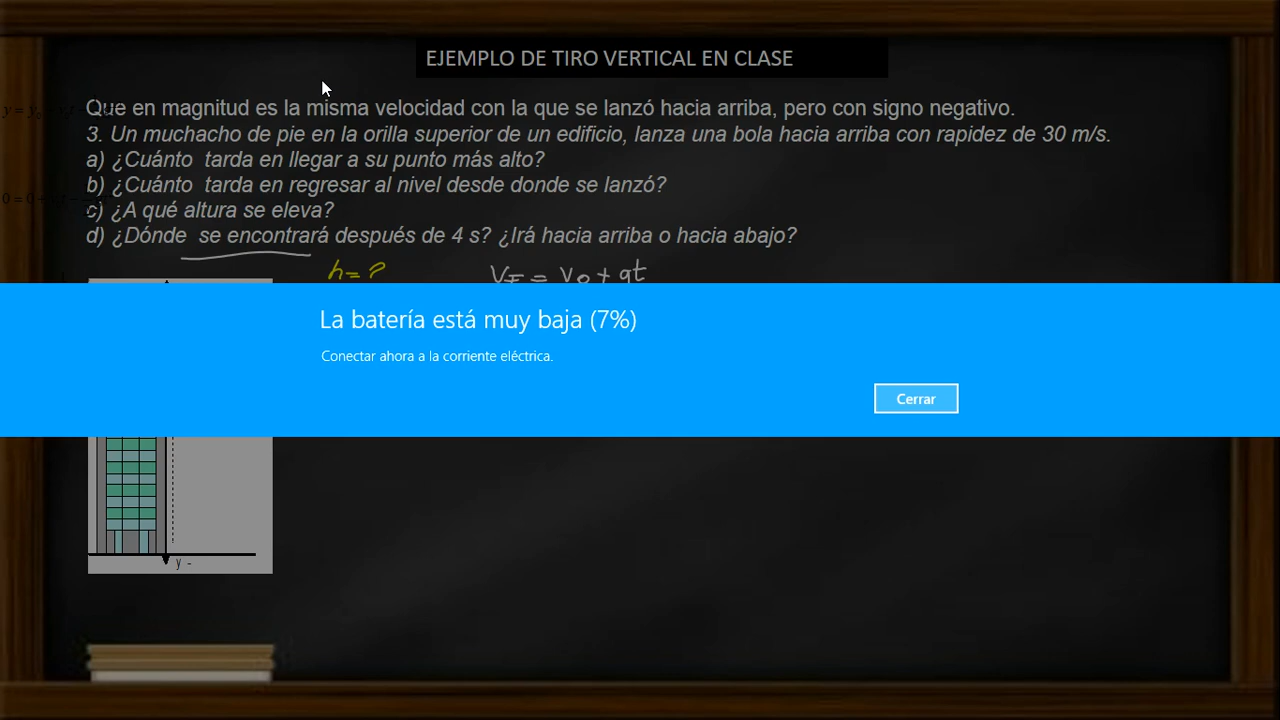 EJEMPLO DE TIRO VERTICAL EN CLASE
Que en magnitud es la misma velocidad con la que se lanzó hacia arriba, pero con signo negativo.
3. Un muchacho de pie en la orilla superior de un edificio, lanza una bola hacia arriba con rapidez de 30 m/s.
a) ¿Cuánto tarda en llegar a su punto más alto?
b) ¿Cuánto tarda en regresar al nivel desde donde se lanzó?
c) ¿A qué altura se eleva?
d) ¿Dónde se encontrará después de 4 s? ¿Irá hacia arriba o hacia abajo?
h = ? VF = vo + gt
La batería está muy baja (7%)
Conectar ahora a la corriente eléctrica.
Cerrar
y -